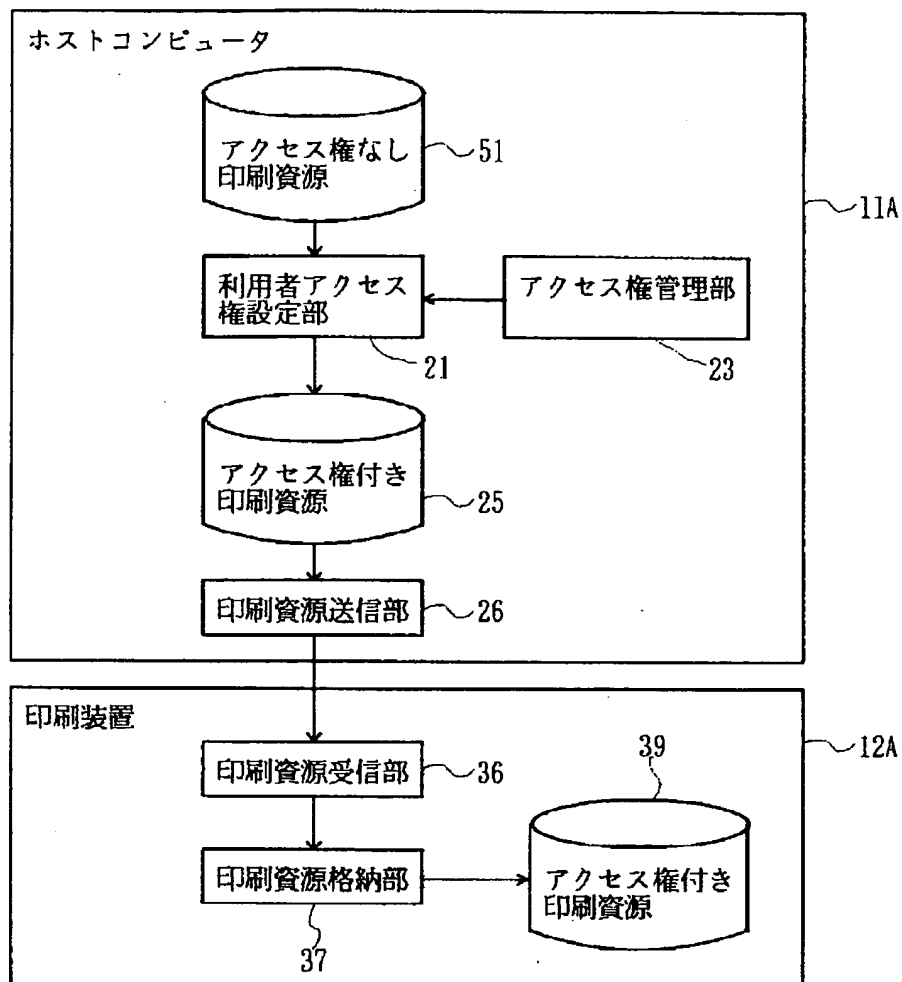 ホストコンピュータ
アクセス権なし
印刷資源
51
11A
利用者アクセス
権設定部
アクセス権管理部
21
23
アクセス権付き
印刷資源
25
印刷資源送信部
26
印刷装置
12A
印刷資源受信部
36
39
印刷資源格納部
アクセス権付き
印刷資源
37